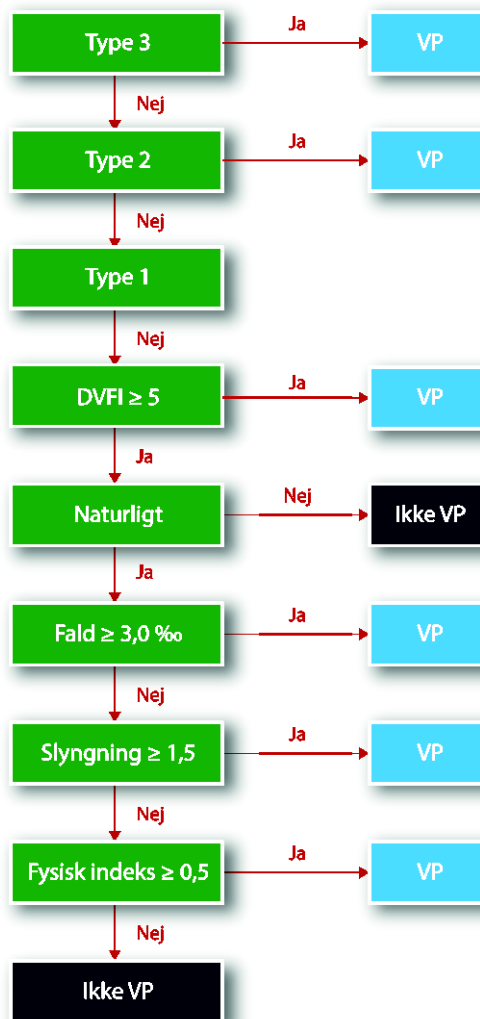 Type 3
Ja
VP
Nej
Type 2
Ja
VP
Nej
Type 1
Nej
DVFI ≥ 5
Ja
VP
Ja
Naturligt
Nej
Ikke VP
Ja
Fald ≥ 3,0 ‰
Ja
VP
Nej
Slyngning ≥ 1,5
Ja
VP
Nej
Fysisk indeks ≥ 0,5
Ja
VP
Nej
Ikke VP